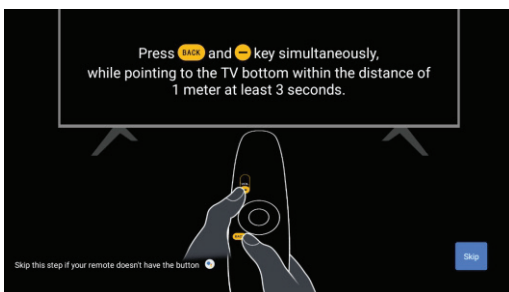 Press BACK and − key simultaneously,
while pointing to the TV bottom within the distance of
1 meter at least 3 seconds.
Skip this step if your remote doesn't have the button
Skip